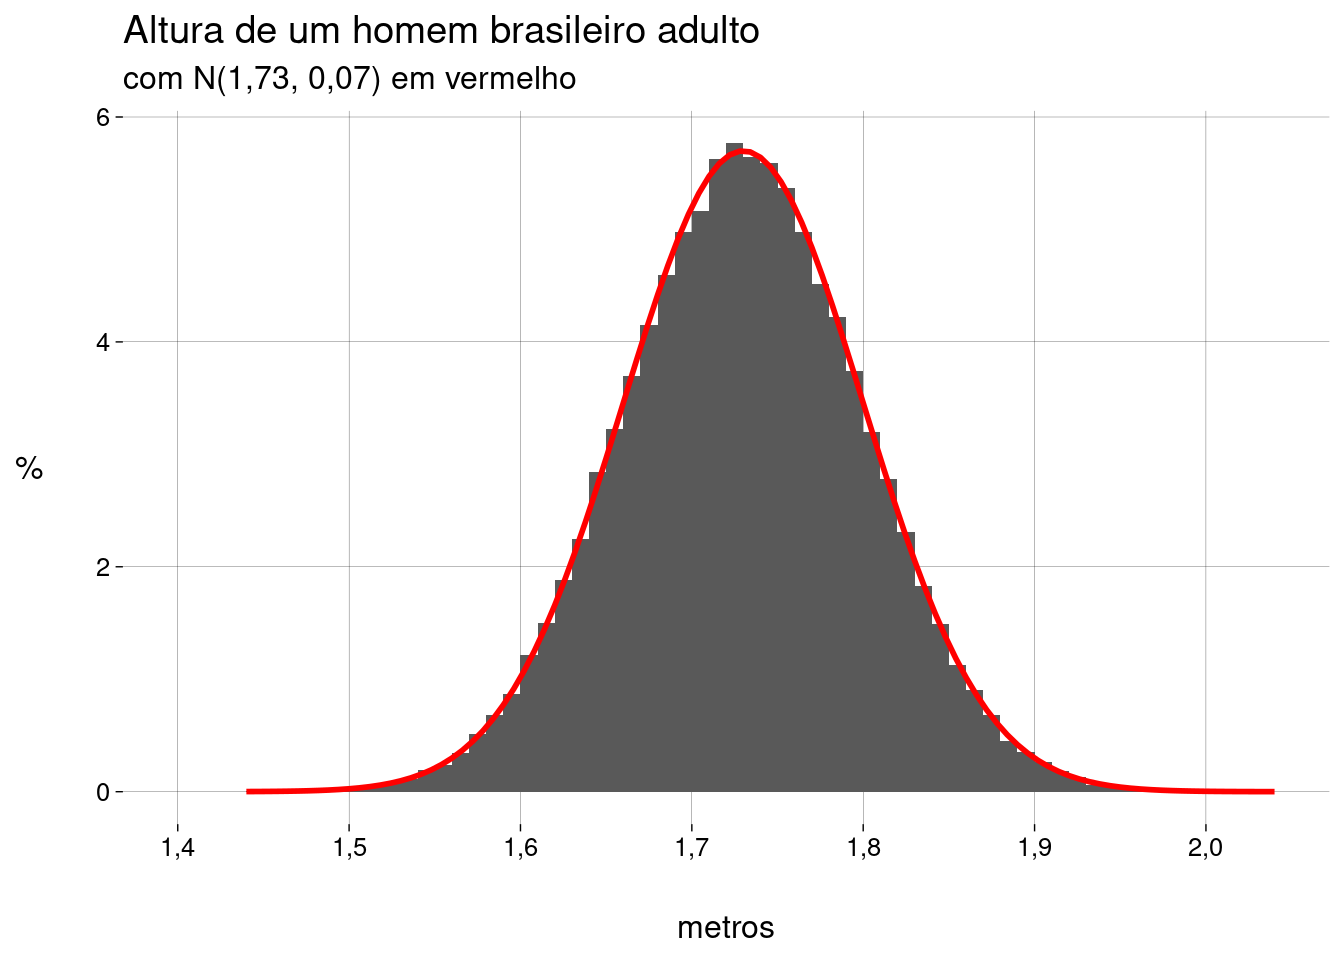 Altura de um homem brasileiro adulto
com N(1,73, 0,07) em vermelho
6
4
%
2
0
1,4 1,5 1,6 1,7 1,8 1,9 2,0
metros